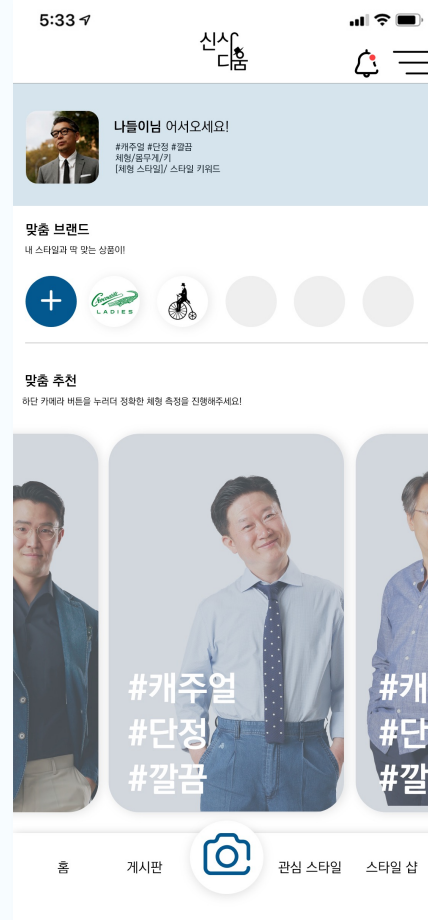 5:33
신사
다움
나들이님 어서오세요!
#캐주얼 #단정 #깔끔
체형/몸무게/키
[체형 스타일]/ 스타일 키워드
맞춤 브랜드
내 스타일과 딱 맞는 상품이!
Crocodile
LADIES
맞춤 추천
하단 카메라 버튼을 누러더 정확한 체형 측정을 진행해주세요!
#캐주얼
#단정
#깔끔
#캐
#단
#깔
홈
게시판
관심 스타일
스타일 샵